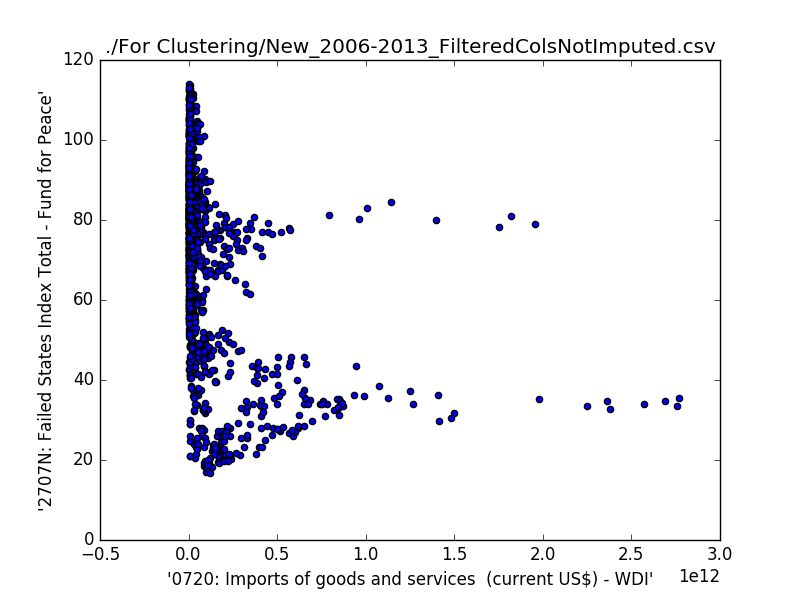 ./For Clustering/New_2006-2013_FilteredColsNotImputed.csv
120
100
80
60
40
20
0
'2707N: Failed States Index Total - Fund for Peace'
−0.5 0.0 0.5 1.0 1.5 2.0 2.5 3.0
1e12
'0720: Imports of goods and services  (current US$) - WDI'